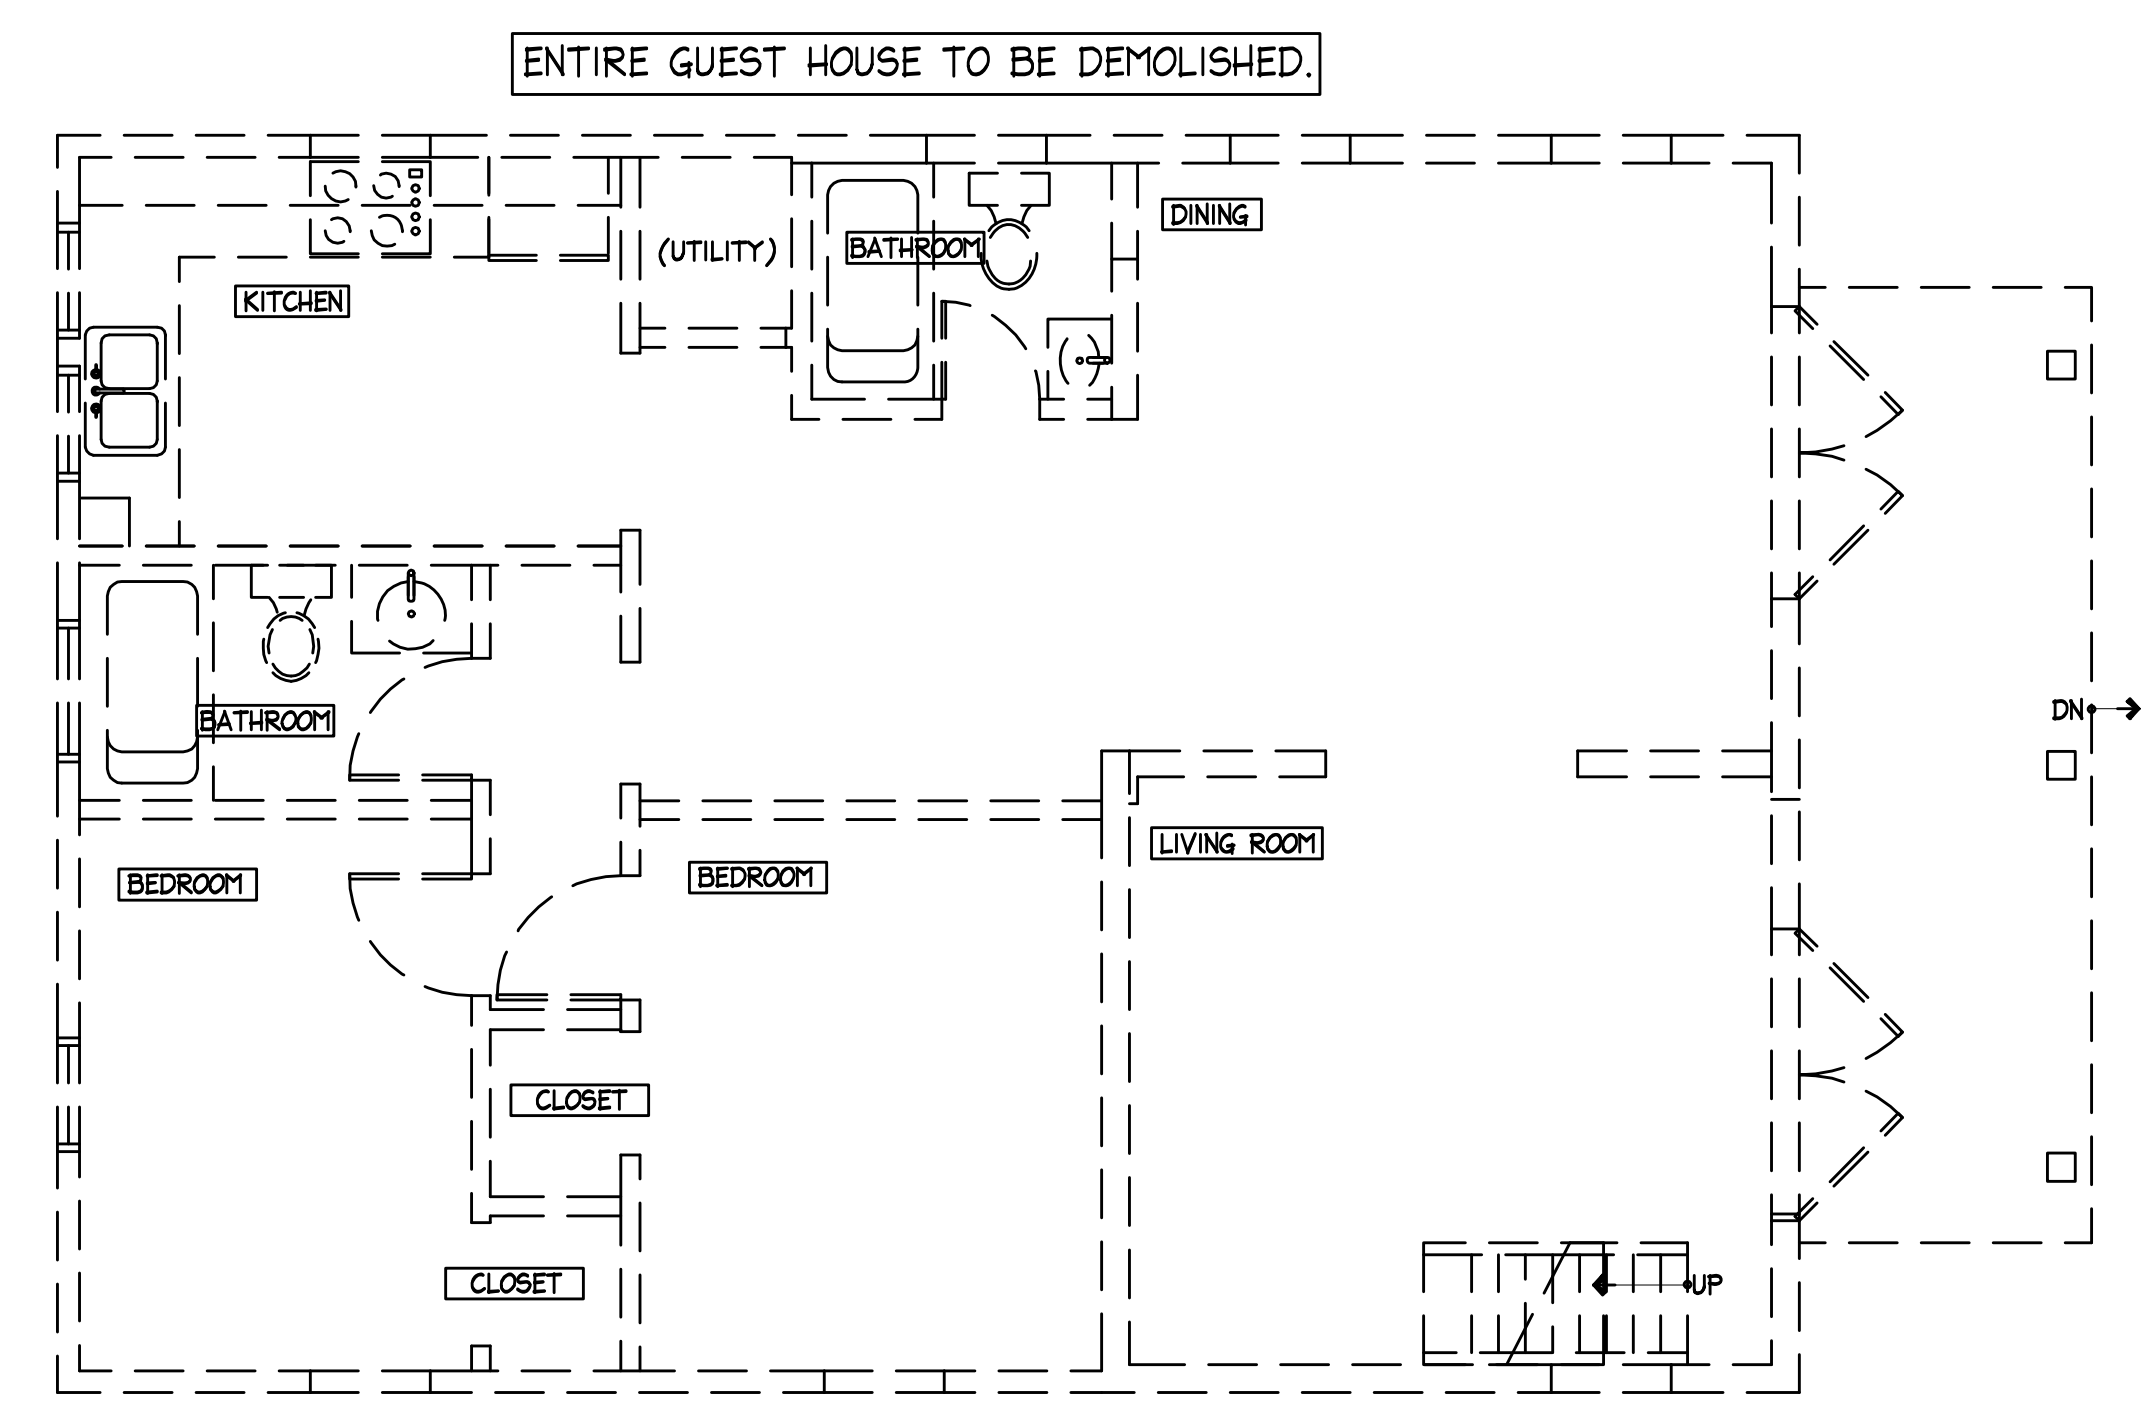 ENTIRE GUEST HOUSE TO BE DEMOLISHED.
DINING
(UTILITY)
BATHROOM
KITCHEN
DN
BATHROOM
LIVING ROOM
BEDROOM
BEDROOM
CLOSET
CLOSET
UP